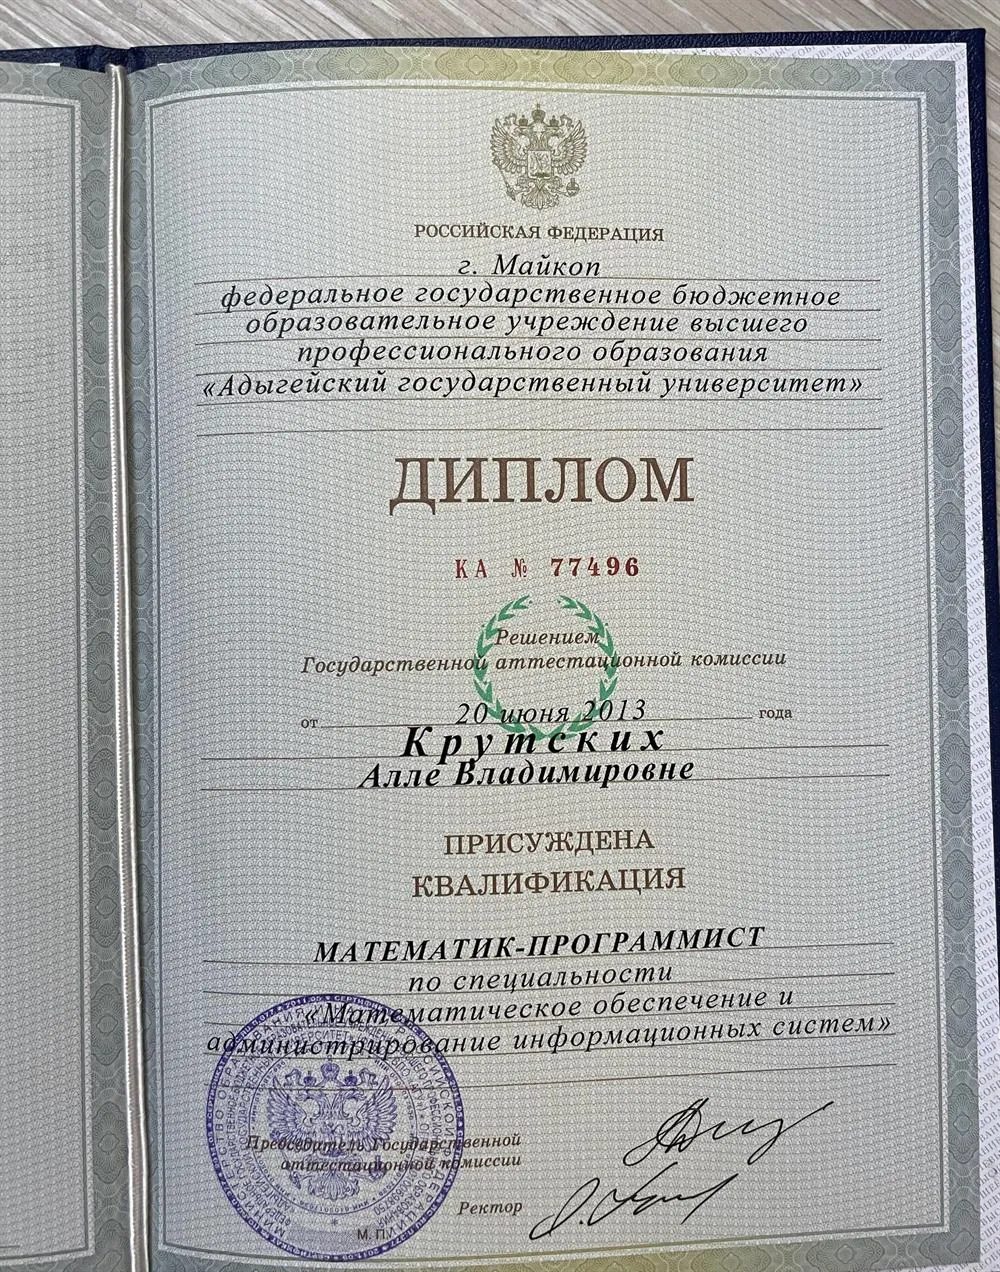 РОССИЙСКАЯ ФЕДЕРАЦИЯ
г. Майкоп
федеральное государственное бюджетное
образовательное учреждение высшего
профессионального образования
«Адыгейский государственный университет»
ДИПЛОМ
КА № 77496
Решением
Государственной аттестационной комиссии
от 20 июня 2013 года
Крутских
Алле Владимировне
ПРИСУЖДЕНА
КВАЛИФИКАЦИЯ
МАТЕМАТИК-ПРОГРАММИСТ
по специальности
«Математическое обеспечение и
администрирование информационных систем»
Председатель Государственной
аттестационной комиссии
Ректор
М. П.